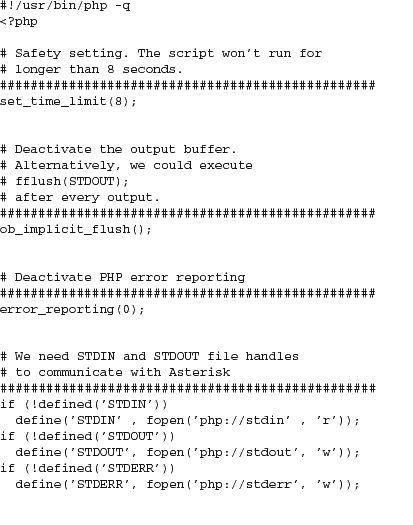 #!/usr/bin/php -q
<?php
# Safety setting. The script won't run for
# longer than 8 seconds.
#################################################
set_time_limit(8);
# Deactivate the output buffer.
# Alternatively, we could execute
# fflush(STDOUT);
# after every output.
#################################################
ob_implicit_flush();
# Deactivate PHP error reporting
#################################################
error_reporting(0);
# We need STDIN and STDOUT file handles
# to communicate with Asterisk
#################################################
if (!defined('STDIN'))
  define('STDIN' , fopen('php://stdin' , 'r'));
if (!defined('STDOUT'))
  define('STDOUT', fopen('php://stdout', 'w'));
if (!defined('STDERR'))
  define('STDERR', fopen('php://stderr', 'w'));